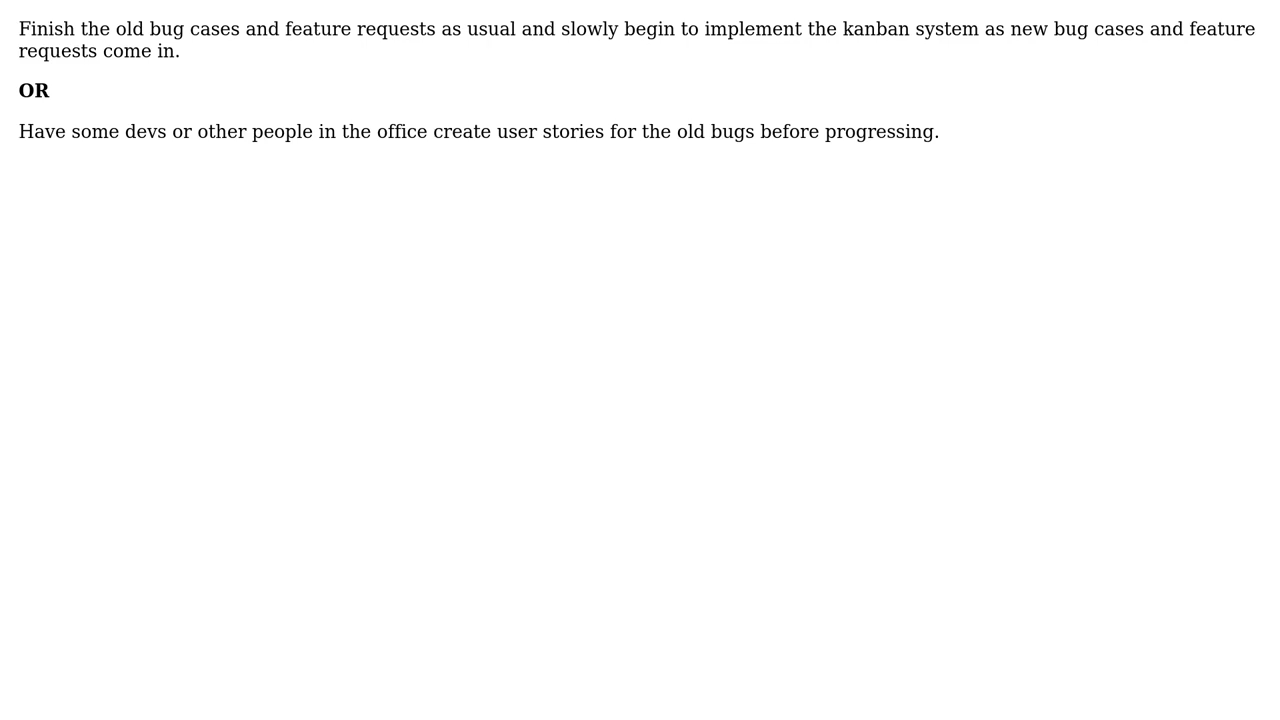 Finish the old bug cases and feature requests as usual and slowly begin to implement the kanban system as new bug cases and feature
requests come in.
OR
Have some devs or other people in the office create user stories for the old bugs before progressing.